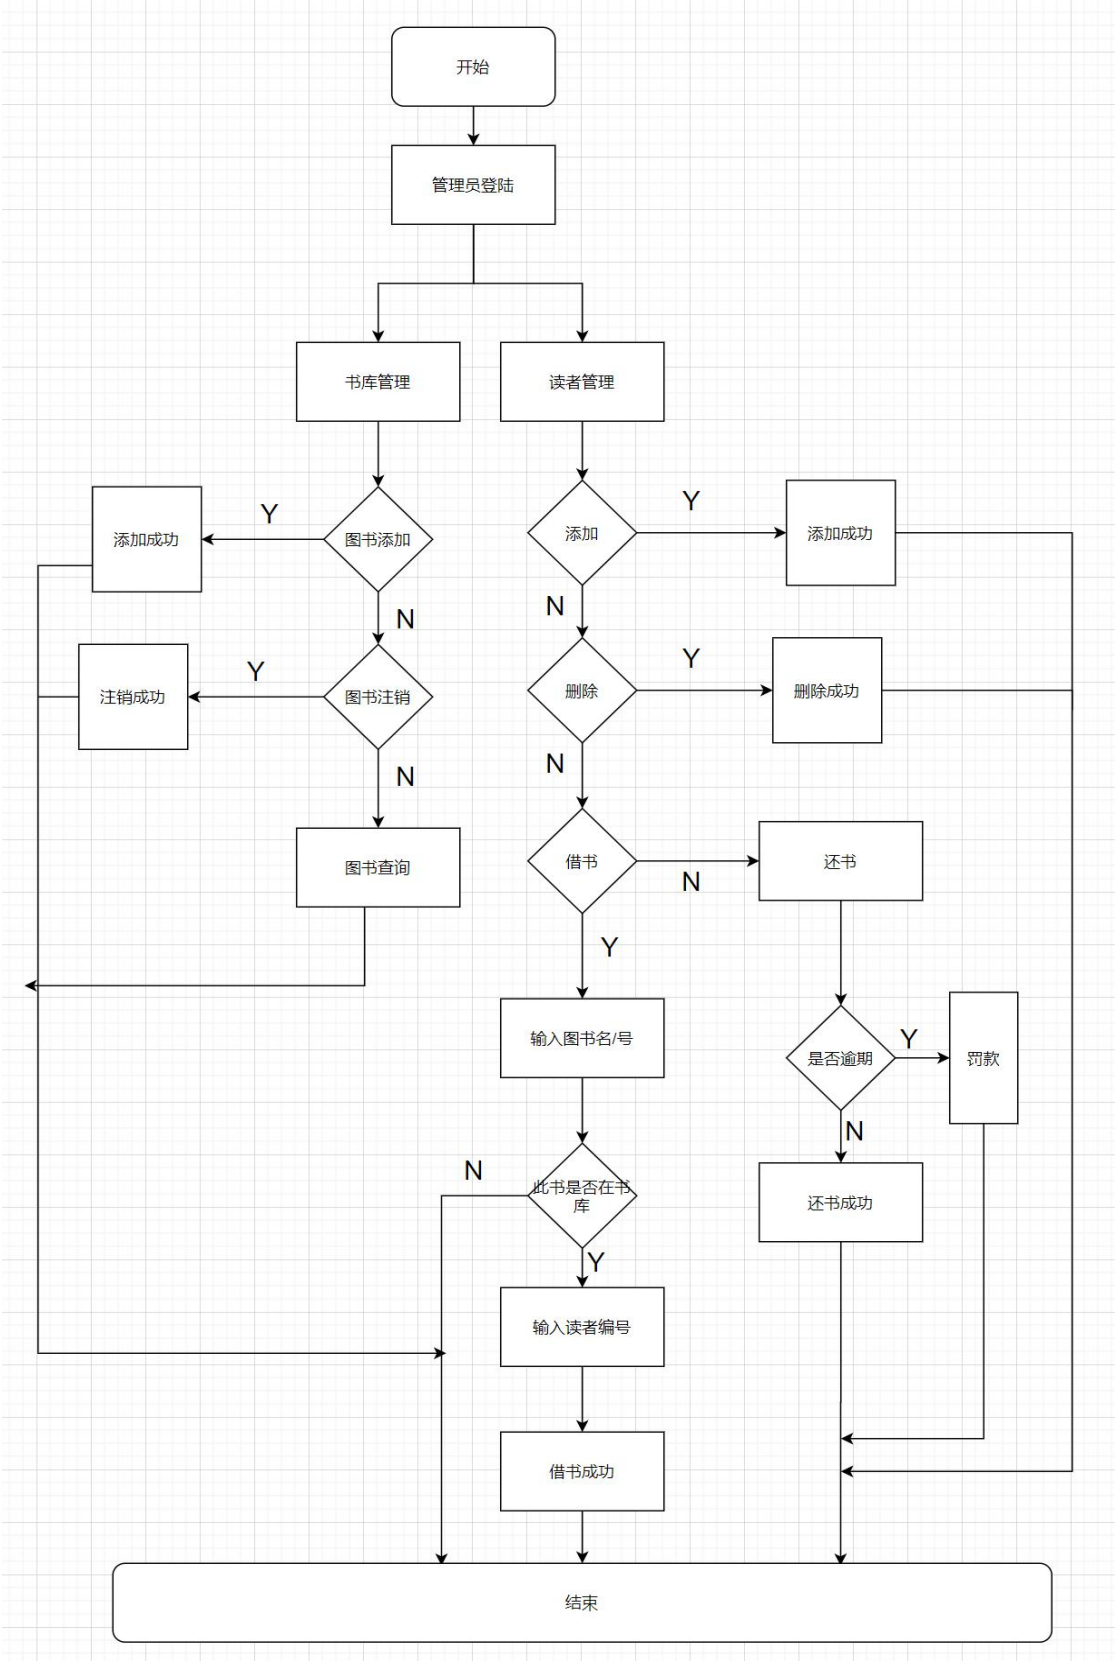 开始
管理员登陆
书库管理
读者管理
添加成功
Y
图书添加
添加
Y
添加成功
N
N
注销成功
Y
图书注销
删除
Y
删除成功
N
N
图书查询
借书
N
还书
Y
输入图书名/号
是否逾期
Y
罚款
N
N
此书是否在书
库
还书成功
Y
输入读者编号
借书成功
结束